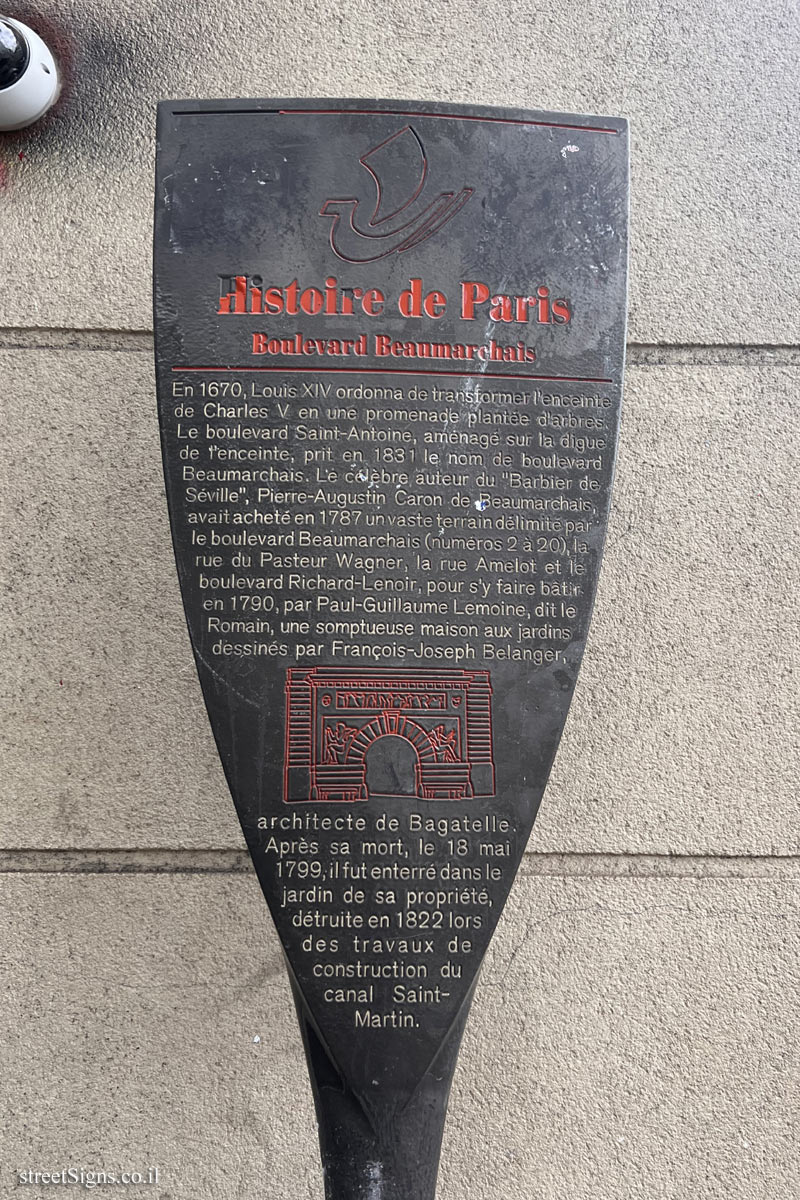 Histoire de Paris
Boulevard Beaumarchais
En 1670, Louis XIV ordonna de transformer l'enceinte
de Charles V en une promenade plantée d'arbres.
Le boulevard Saint-Antoine, aménagé sur la digue
de l'enceinte, prit en 1831 le nom de boulevard
Beaumarchais. Le célèbre auteur du "Barbier de
Séville", Pierre-Augustin Caron de Beaumarchais,
avait acheté en 1787 un vaste terrain délimité par
le boulevard Beaumarchais (numéros 2 à 20), la
rue du Pasteur Wagner, la rue Amelot et le
boulevard Richard-Lenoir, pour s'y faire bâtir
en 1790, par Paul-Guillaume Lemoine, dit le
Romain, une somptueuse maison aux jardins
dessinés par François-Joseph Belanger,
architecte de Bagatelle.
Après sa mort, le 18 mai
1799, il fut enterré dans le
jardin de sa propriété,
détruite en 1822 lors
des travaux de
construction du
canal Saint-
Martin.
streetSigns.co.il